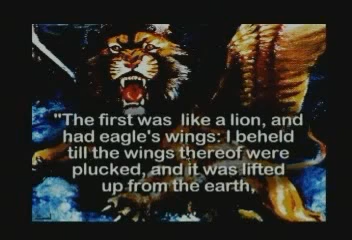 "The first was like a lion, and
had eagle's wings: I beheld
till the wings thereof were
plucked, and it was lifted
up from the earth,